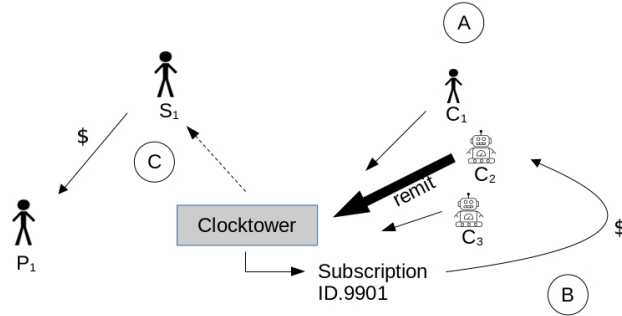 A
C₁
S₁
$
C
C₂
remit
Clocktower
C₃
P₁
$
Subscription
ID.9901
B